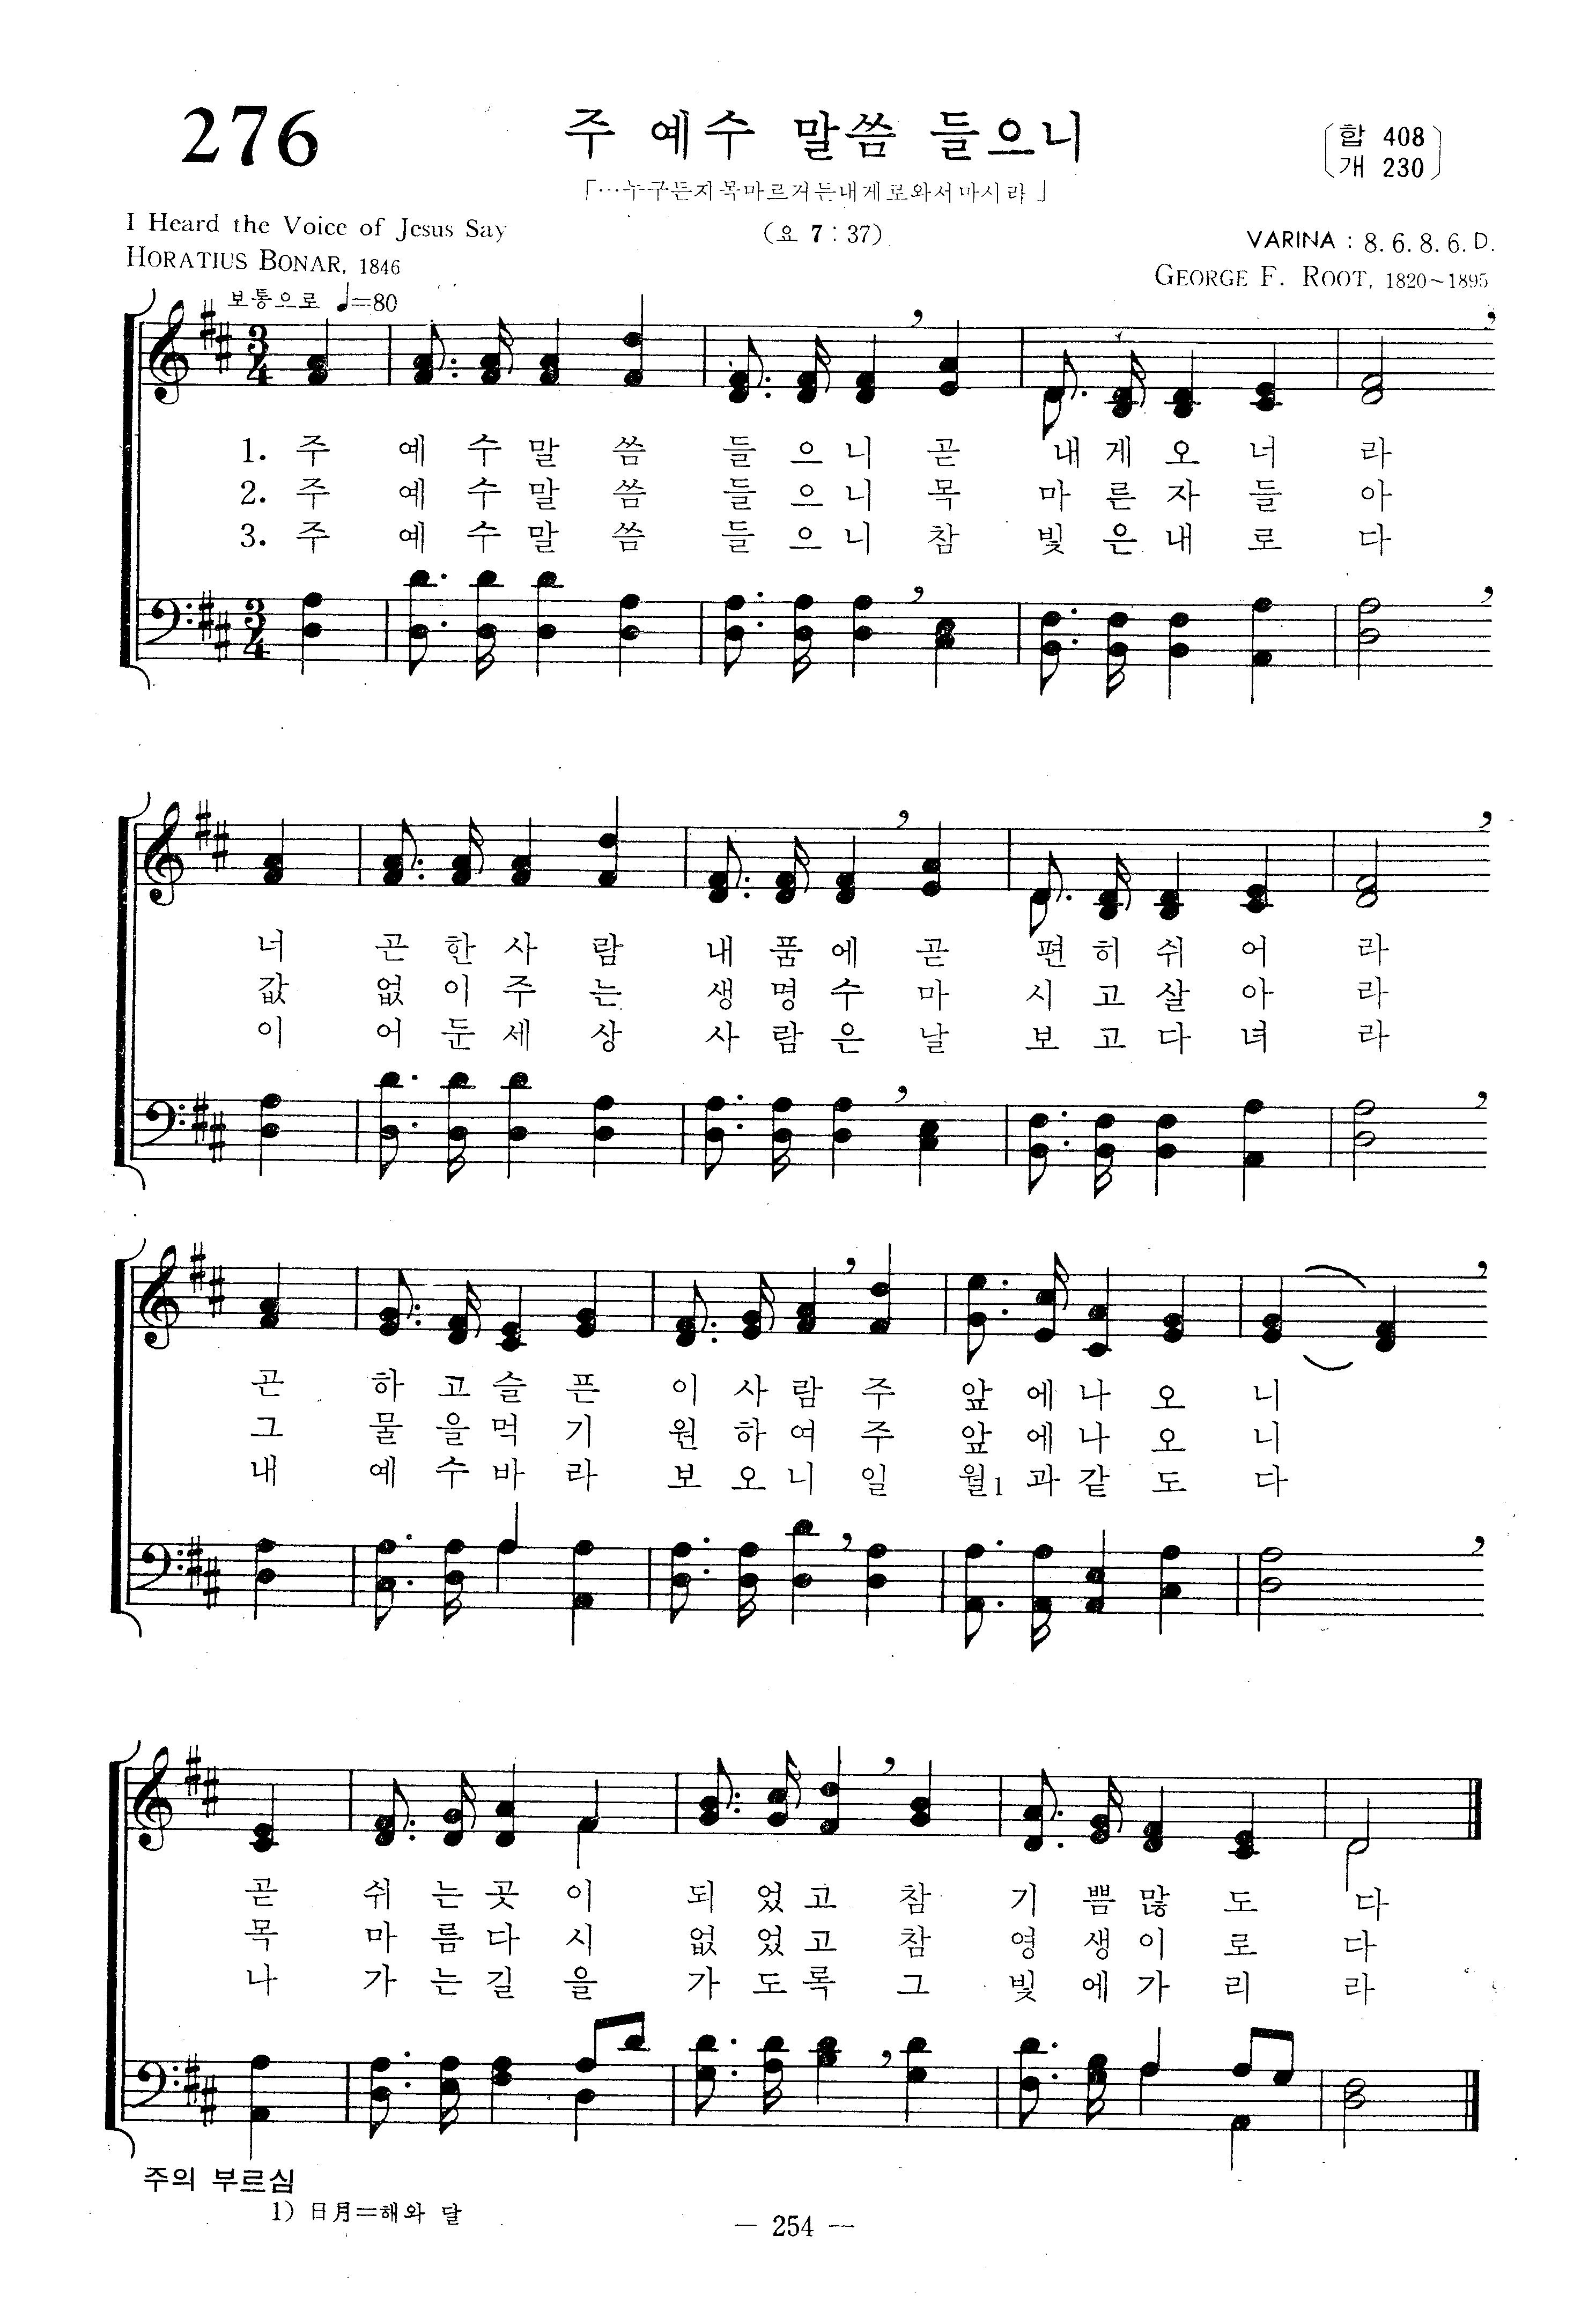 276
주 예수 말씀 들으니
합 408
개 230
「…누구든지목마르거든내게로와서마시라」
I Heard the Voice of Jesus Say
(요 7 : 37)
VARINA : 8. 6. 8. 6. D.
HORATIUS BONAR, 1846
GEORGE F. ROOT, 1820~1895
보통으로 ♩=80
1. 주 예 수 말 씀 들 으 니 곧 내 게 오 너 라
2. 주 예 수 말 씀 들 으 니 목 마 른 자 들 아
3. 주 예 수 말 씀 들 으 니 참 빛 은 내 로 다
너 곤 한 사 람 내 품 에 곧 편 히 쉬 어 라
값 없 이 주 는 생 명 수 마 시 고 살 아 라
이 어 둔 세 상 사 람 은 날 보 고 다 녀 라
곤 하 고 슬 픈 이 사 람 주 앞 에 나 오 니
그 물 을 먹 기 원 하 여 주 앞 에 나 오 니
내 예 수 바 라 보 오 니 일 월1 과 같 도 다
곧 쉬 는 곳 이 되 었 고 참 기 쁨 많 도 다
목 마 름 다 시 없 었 고 참 영 생 이 로 다
나 가 는 길 을 가 도 록 그 빛 에 가 리 라
주의 부르심
1) 日月=해와 달
— 254 —